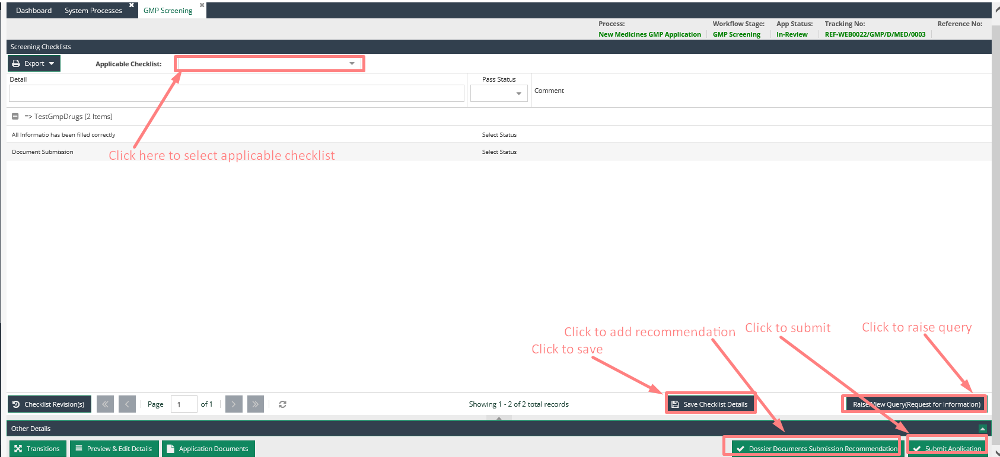 Dashboard System Processes GMP Screening
Process: Workflow Stage: App Status: Tracking No: Reference No:
New Medicines GMP Application GMP Screening In-Review REF-WEB0022/GMP/D/MED/0003
Screening Checklists
Export Applicable Checklist:
Detail Pass Status
Comment
=> TestGmpDrugs [2 Items]
All Informatio has been filled correctly Select Status
Document Submission Select Status
Click here to select applicable checklist
Click to add recommendation Click to submit Click to raise query
Click to save
Checklist Revision(s) Page 1 of 1 Showing 1 - 2 of 2 total records Save Checklist Details Raise/View Query(Request for Information)
Other Details
Transitions Preview & Edit Details Application Documents Dossier Documents Submission Recommendation Submit Application